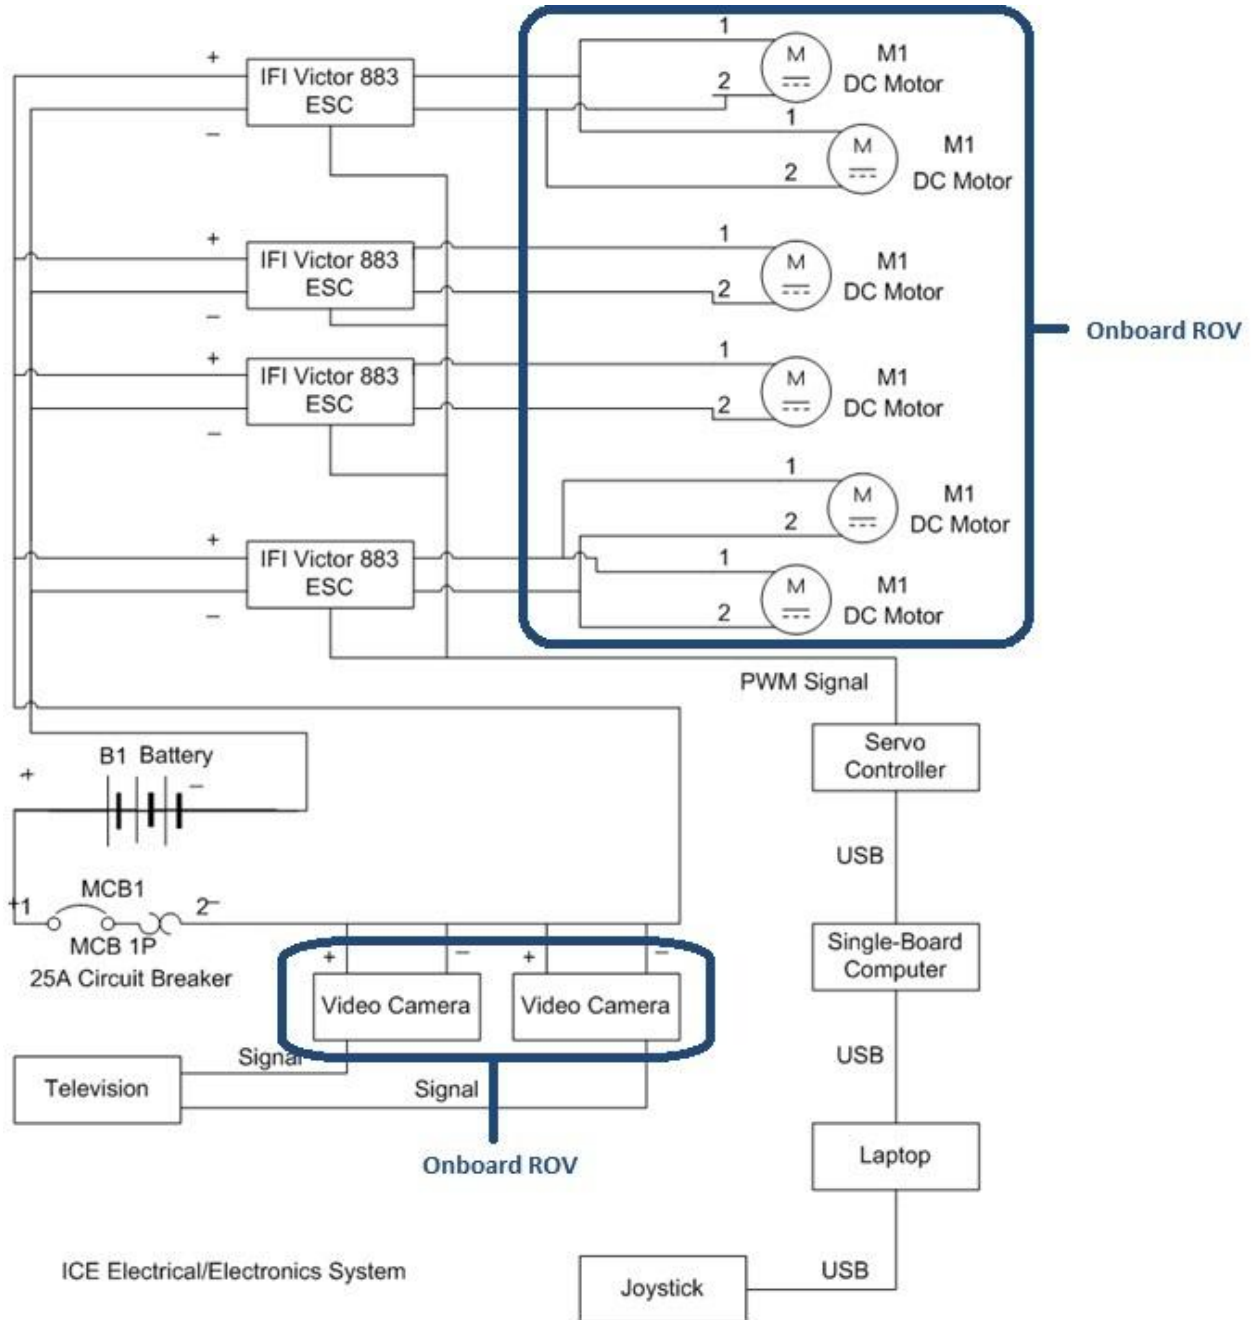 1
+
IFI Victor 883
ESC
M
M1
DC Motor
2
–
1
M
M1
DC Motor
2
+
IFI Victor 883
ESC
1
M
M1
DC Motor
2
–
Onboard ROV
+
IFI Victor 883
ESC
1
M
M1
DC Motor
2
–
1
M
M1
DC Motor
2
+
IFI Victor 883
ESC
1
M
M1
DC Motor
2
–
PWM Signal
Servo
Controller
B1 Battery
+
–
USB
MCB1
+1
2–
MCB 1P
25A Circuit Breaker
Single-Board
Computer
+
–
+
–
Video Camera
Video Camera
USB
Signal
Television
Signal
Laptop
Onboard ROV
ICE Electrical/Electronics System
USB
Joystick